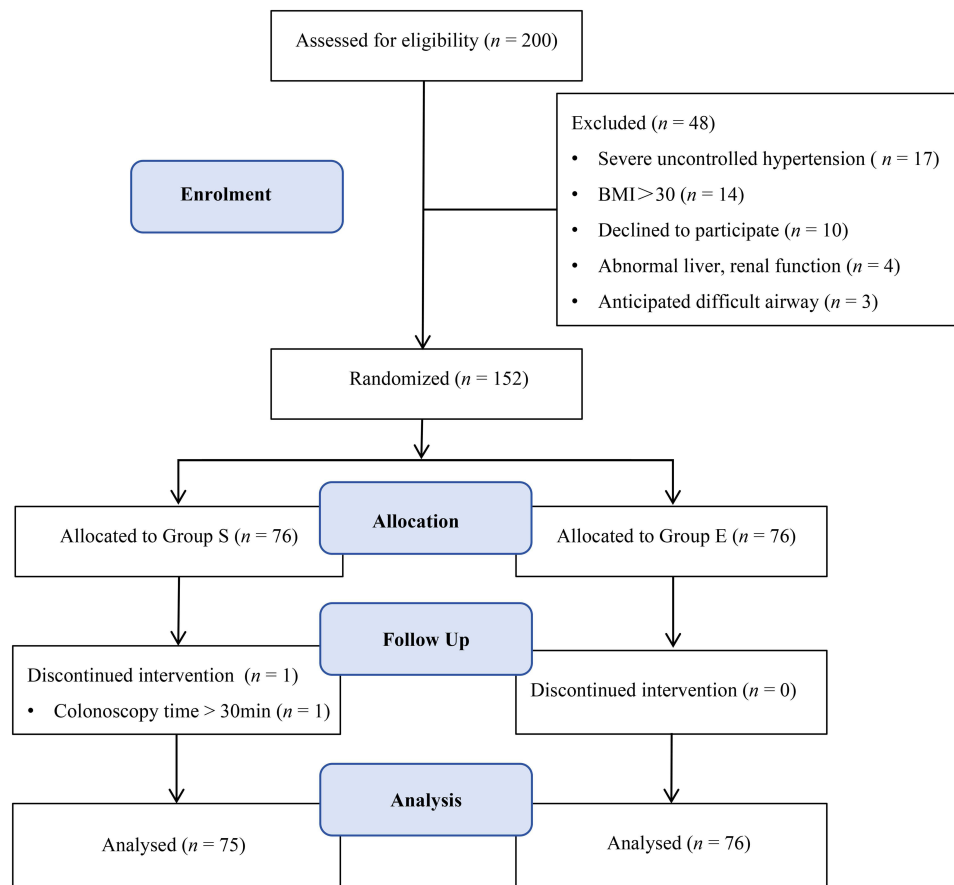 Assessed for eligibility (n = 200)
Excluded (n = 48)
• Severe uncontrolled hypertension ( n = 17)
• BMI＞30 (n = 14)
• Declined to participate (n = 10)
• Abnormal liver, renal function (n = 4)
• Anticipated difficult airway (n = 3)
Enrolment
Randomized (n = 152)
Allocated to Group S (n = 76)
Allocation
Allocated to Group E (n = 76)
Follow Up
Discontinued intervention (n = 1)
• Colonoscopy time > 30min (n = 1)
Discontinued intervention (n = 0)
Analysis
Analysed (n = 75)
Analysed (n = 76)